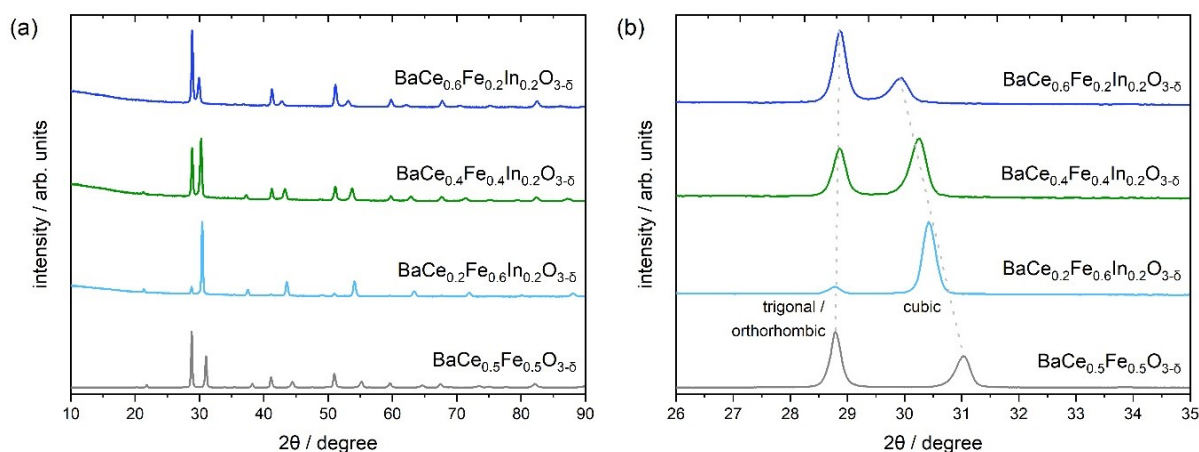 (a)
intensity / arb. units
BaCe0.6Fe0.2In0.2O3-δ
BaCe0.4Fe0.4In0.2O3-δ
BaCe0.2Fe0.6In0.2O3-δ
BaCe0.5Fe0.5O3-δ
10 20 30 40 50 60 70 80 90
2θ / degree
(b)
intensity / arb. units
BaCe0.6Fe0.2In0.2O3-δ
BaCe0.4Fe0.4In0.2O3-δ
BaCe0.2Fe0.6In0.2O3-δ
trigonal /
orthorhombic
cubic
BaCe0.5Fe0.5O3-δ
26 27 28 29 30 31 32 33 34 35
2θ / degree